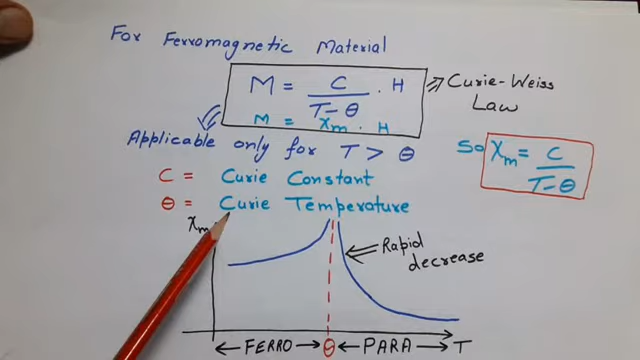 For Ferromagnetic Material
M = C / (T - θ) . H
M = χm . H
⇒ Curie-Weiss Law
Applicable only for T > θ
So χm = C / (T - θ)
C = Curie Constant
θ = Curie Temperature
χm
Rapid decrease
← FERRO → θ ← PARA → T